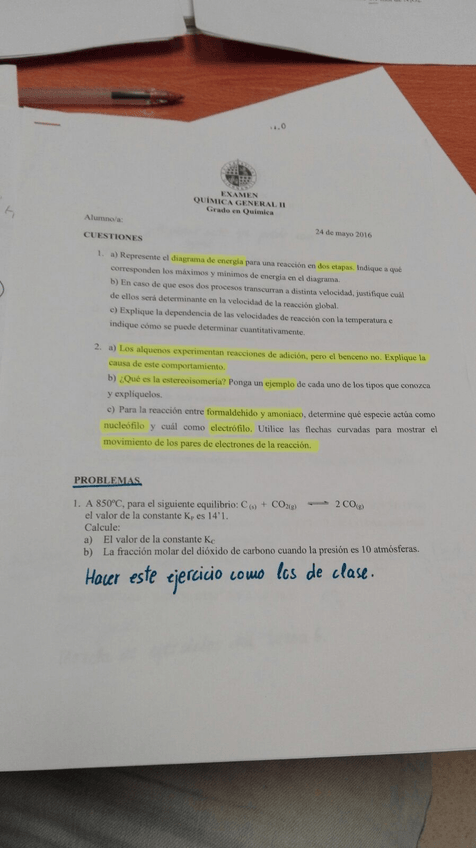 EXAMEN
QUÍMICA GENERAL II
Grado en Química
Alumno/a:
24 de mayo 2016
CUESTIONES
1. a) Represente el diagrama de energía para una reacción en dos etapas. Indique a qué
corresponden los máximos y mínimos de energía en el diagrama.
b) En caso de que esos dos procesos transcurran a distinta velocidad, justifique cuál
de ellos será determinante en la velocidad de la reacción global.
c) Explique la dependencia de las velocidades de reacción con la temperatura e
indique cómo se puede determinar cuantitativamente.
2. a) Los alquenos experimentan reacciones de adición, pero el benceno no. Explique la
causa de este comportamiento.
b) ¿Qué es la estereoisomería? Ponga un ejemplo de cada uno de los tipos que conozca
y explíquelos.
c) Para la reacción entre formaldehído y amoniaco, determine qué especie actúa como
nucleófilo y cuál como electrófilo. Utilice las flechas curvadas para mostrar el
movimiento de los pares de electrones de la reacción.
PROBLEMAS
1. A 850ºC, para el siguiente equilibrio: C (s) + CO2(g) ⇌ 2 CO(g)
el valor de la constante KP es 14'1.
Calcule:
a) El valor de la constante KC
b) La fracción molar del dióxido de carbono cuando la presión es 10 atmósferas.
Hacer este ejercicio como los de clase.